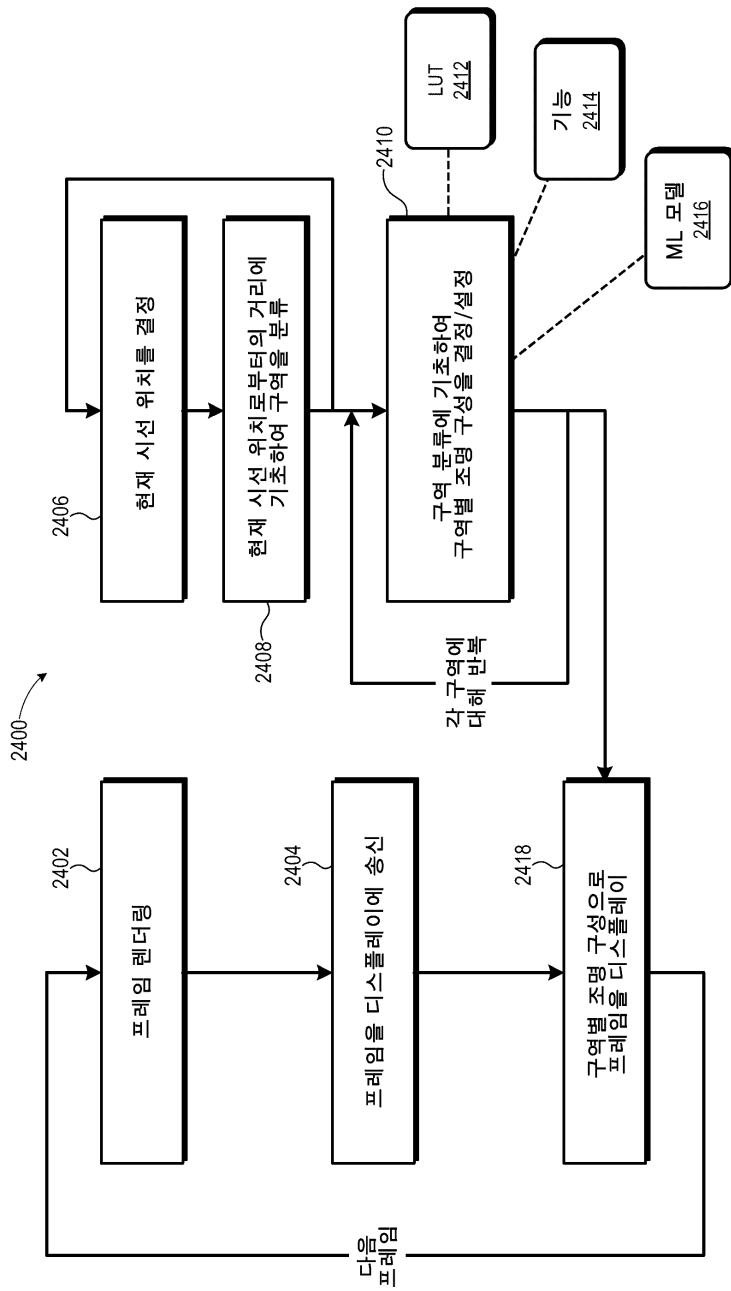 2400
2402
프레임 렌더링
2404
프레임을 디스플레이에 송신
2418
구역별 조명 구성으로
프레임을 디스플레이
다음
프레임
2406
현재 시선 위치를 결정
2408
현재 시선 위치로부터의 거리에
기초하여 구역을 분류
2410
구역 분류에 기초하여
구역별 조명 구성을 결정/설정
각 구역에
대해 반복
LUT
2412
기능
2414
ML 모델
2416